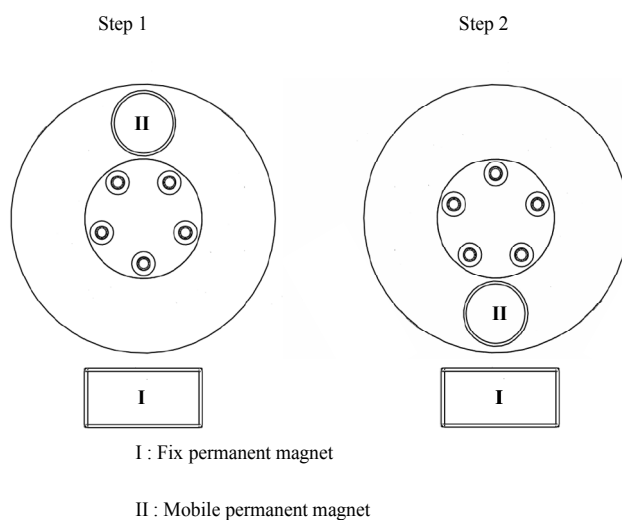 Step 1
Step 2
II
II
I
I
I : Fix permanent magnet
II : Mobile permanent magnet